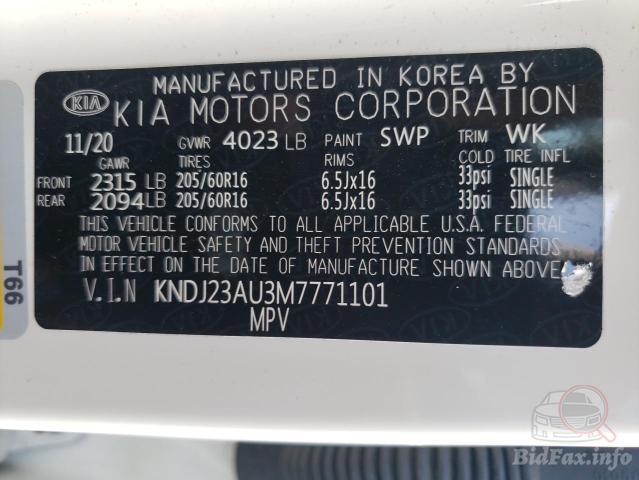 MANUFACTURED IN KOREA BY
KIA KIA MOTORS CORPORATION
11/20 GVWR 4023 LB PAINT SWP TRIM WK
GAWR TIRES RIMS COLD TIRE INFL
FRONT 2315 LB 205/60R16 6.5Jx16 33psi SINGLE
REAR 2094 LB 205/60R16 6.5Jx16 33psi SINGLE
THIS VEHICLE CONFORMS TO ALL APPLICABLE U.S.A. FEDERAL
MOTOR VEHICLE SAFETY AND THEFT PREVENTION STANDARDS
IN EFFECT ON THE DATE OF MANUFACTURE SHOWN ABOVE
V.I.N KNDJ23AU3M7771101
MPV
T66
BidFax.info